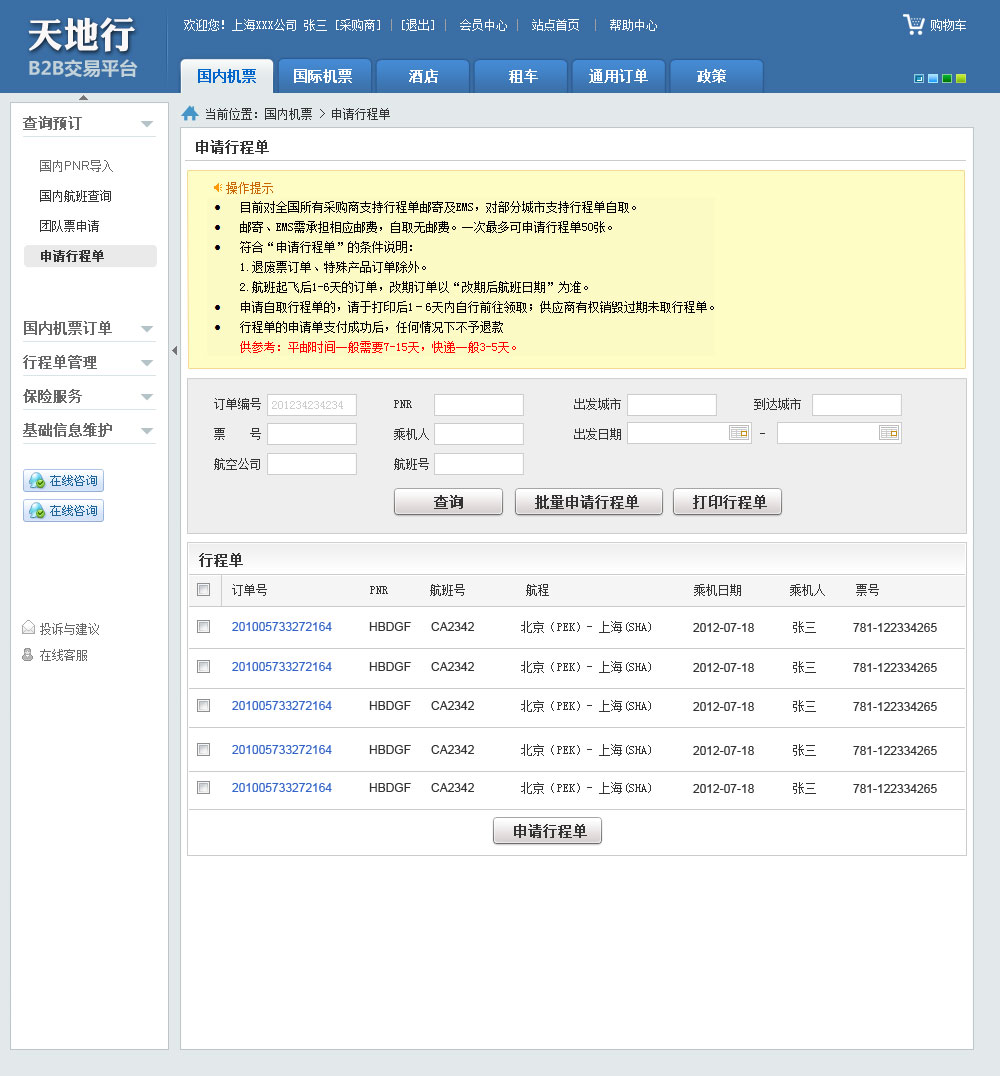 天地行
B2B交易平台
欢迎您! 上海XXX公司 张三 [采购商] | [退出] | 会员中心 | 站点首页 | 帮助中心
购物车
国内机票 国际机票 酒店 租车 通用订单 政策
查询预订
国内PNR导入
国内航班查询
团队票申请
申请行程单
国内机票订单
行程单管理
保险服务
基础信息维护
在线咨询
在线咨询
投诉与建议
在线客服
当前位置: 国内机票 > 申请行程单
申请行程单
操作提示
● 目前对全国所有采购商支持行程单邮寄及EMS，对部分城市支持行程单自取。
● 邮寄、EMS需承担相应邮费，自取无邮费。一次最多可申请行程单50张。
● 符合“申请行程单”的条件说明:
1. 退废票订单、特殊产品订单除外。
2. 航班起飞后1-6天的订单，改期订单以“改期后航班日期”为准。
● 申请自取行程单的，请于打印后1－6天内自行前往领取；供应商有权销毁过期未取行程单。
● 行程单的申请单支付成功后，任何情况下不予退款
供参考: 平邮时间一般需要7-15天，快递一般3-5天。
订单编号 201234234234 PNR 出发城市 到达城市
票 号 乘机人 出发日期 -
航空公司 航班号
查询 批量申请行程单 打印行程单
行程单
订单号 PNR 航班号 航程 乘机日期 乘机人 票号
201005733272164 HBDGF CA2342 北京（PEK）- 上海(SHA) 2012-07-18 张三 781-122334265
201005733272164 HBDGF CA2342 北京（PEK）- 上海(SHA) 2012-07-18 张三 781-122334265
201005733272164 HBDGF CA2342 北京（PEK）- 上海(SHA) 2012-07-18 张三 781-122334265
201005733272164 HBDGF CA2342 北京（PEK）- 上海(SHA) 2012-07-18 张三 781-122334265
201005733272164 HBDGF CA2342 北京（PEK）- 上海(SHA) 2012-07-18 张三 781-122334265
申请行程单